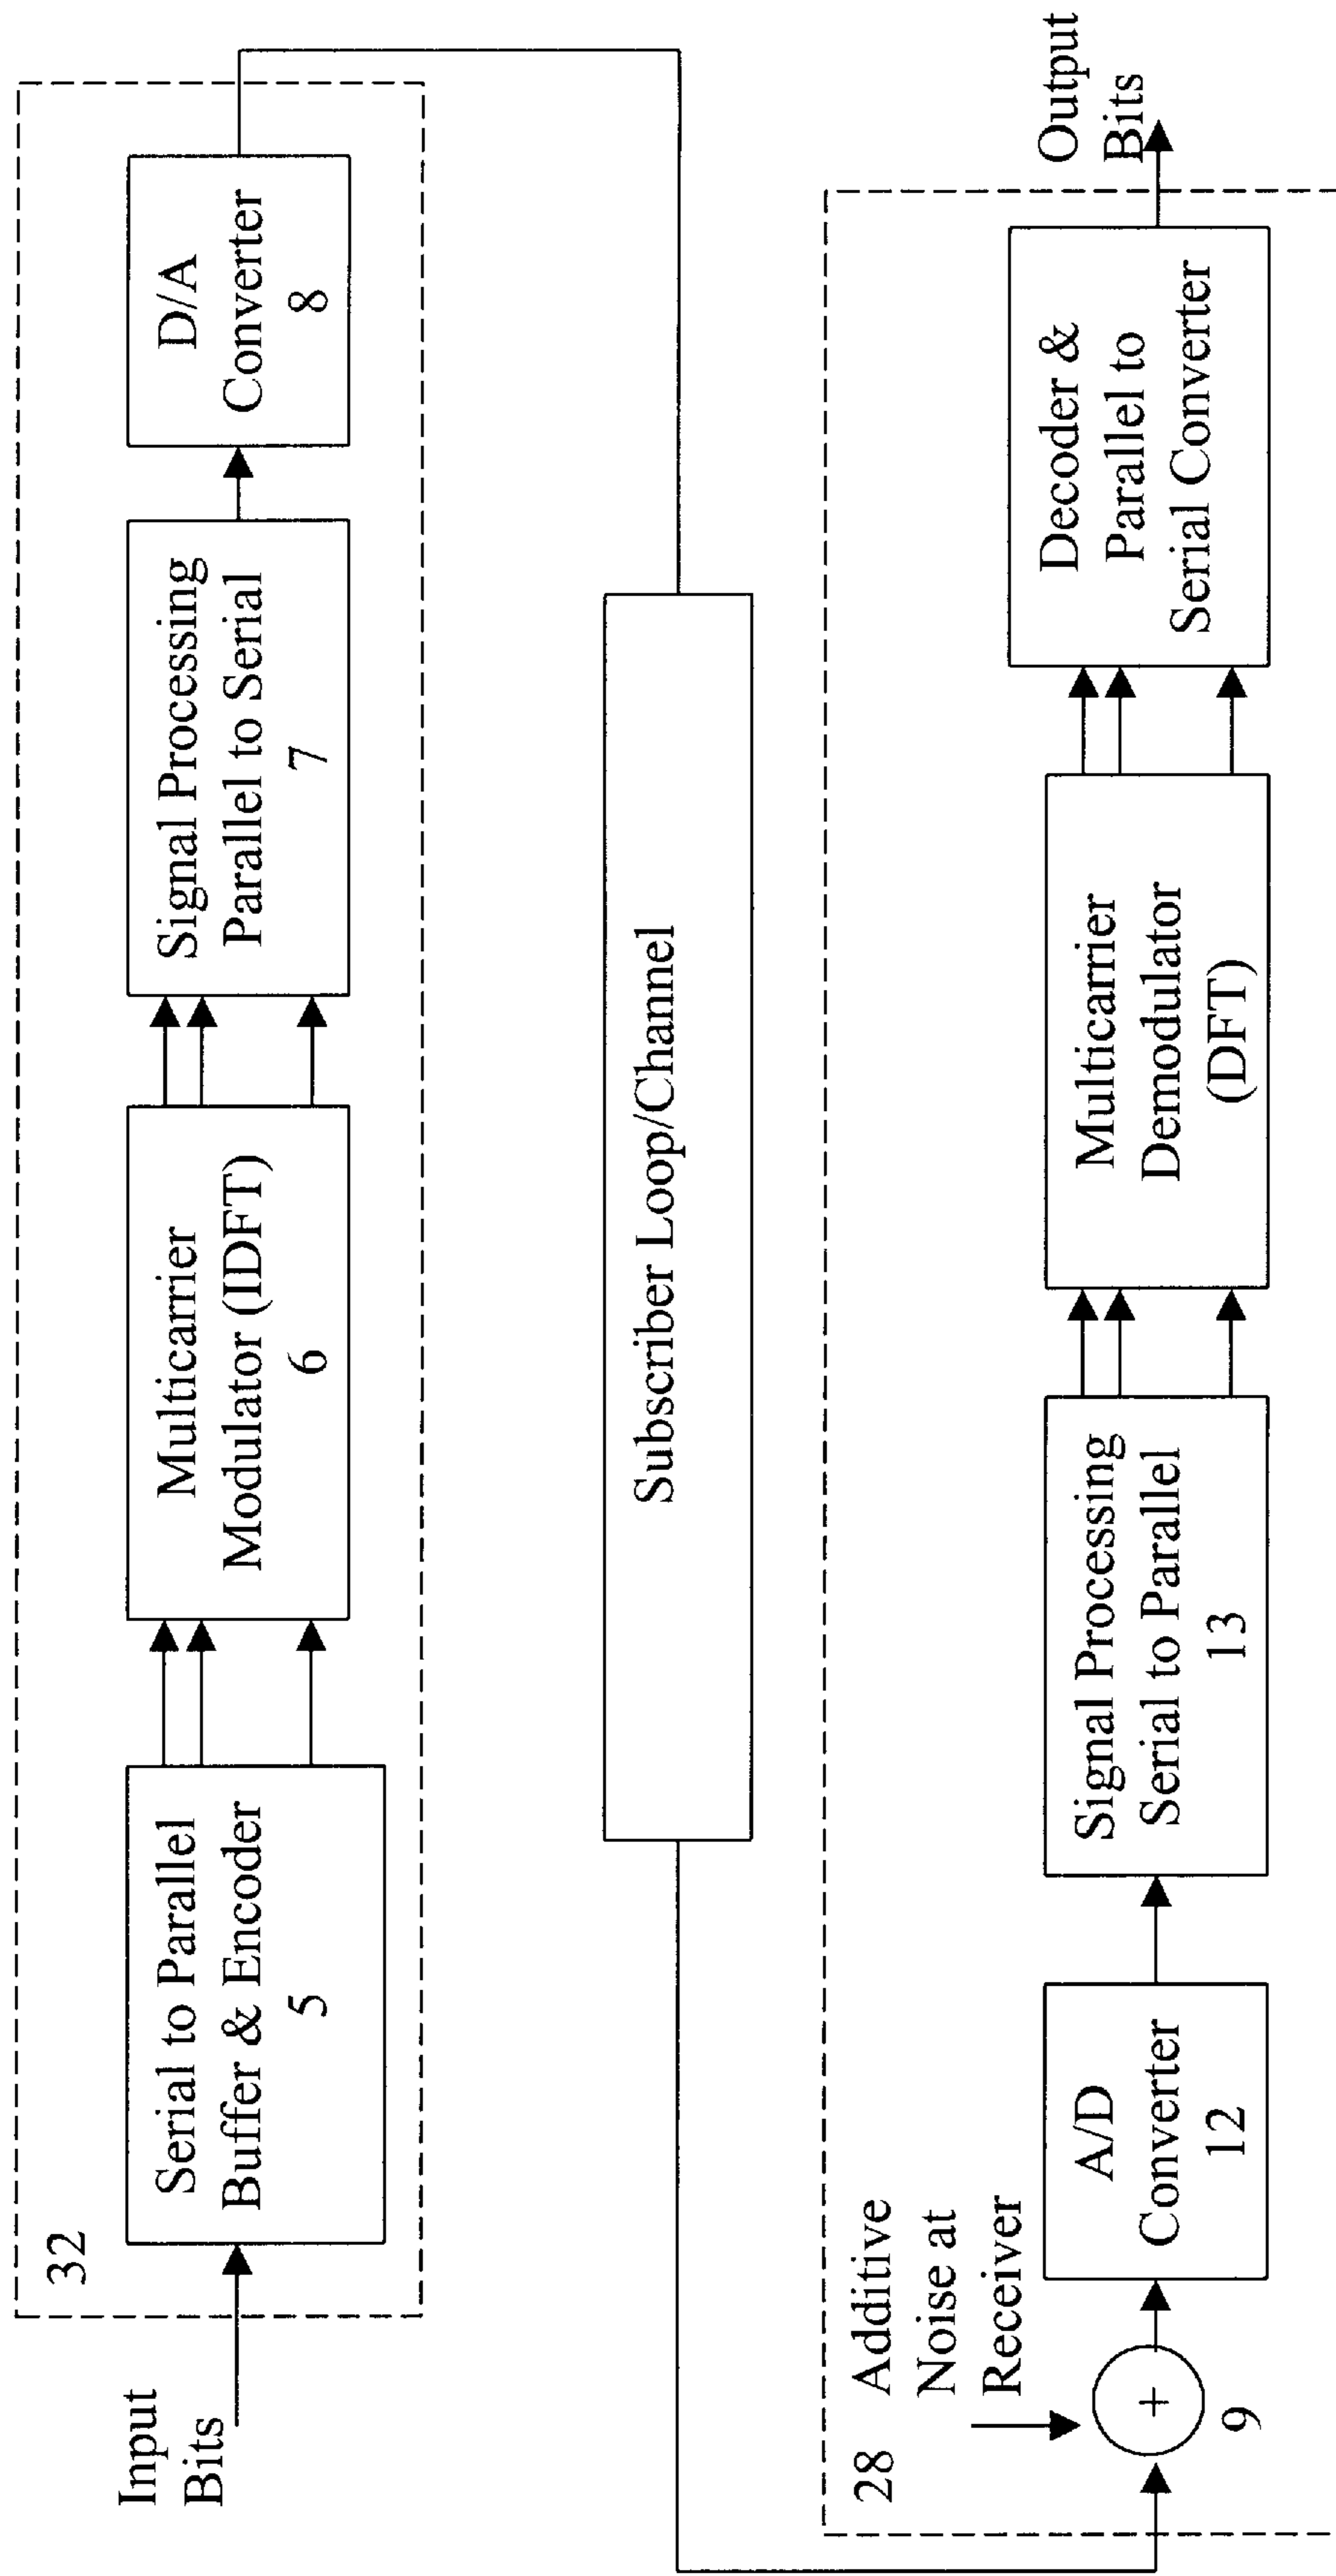 Input
Bits
32
Serial to Parallel
Buffer & Encoder
5
Multicarrier
Modulator (IDFT)
6
Signal Processing
Parallel to Serial
7
D/A
Converter
8
Subscriber Loop/Channel
28
Additive
Noise at
Receiver
+
9
A/D
Converter
12
Signal Processing
Serial to Parallel
13
Multicarrier
Demodulator
(DFT)
Decoder &
Parallel to
Serial Converter
Output
Bits